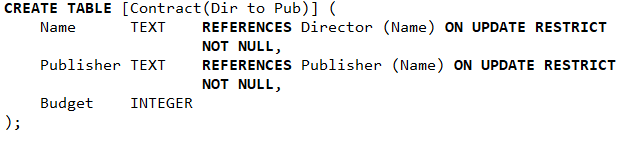 CREATE TABLE [Contract(Dir to Pub)] (
    Name      TEXT    REFERENCES Director (Name) ON UPDATE RESTRICT
                      NOT NULL,
    Publisher TEXT    REFERENCES Publisher (Name) ON UPDATE RESTRICT
                      NOT NULL,
    Budget    INTEGER
);